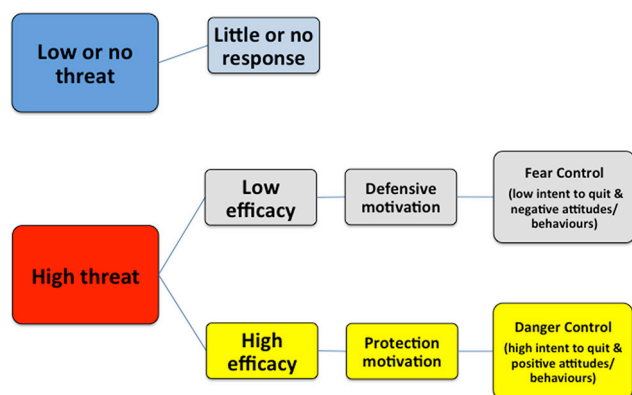 Low or no
threat
Little or no
response
High threat
Low
efficacy
Defensive
motivation
Fear Control
(low intent to quit &
negative attitudes/
behaviours)
High
efficacy
Protection
motivation
Danger Control
(high intent to quit &
positive attitudes/
behaviours)